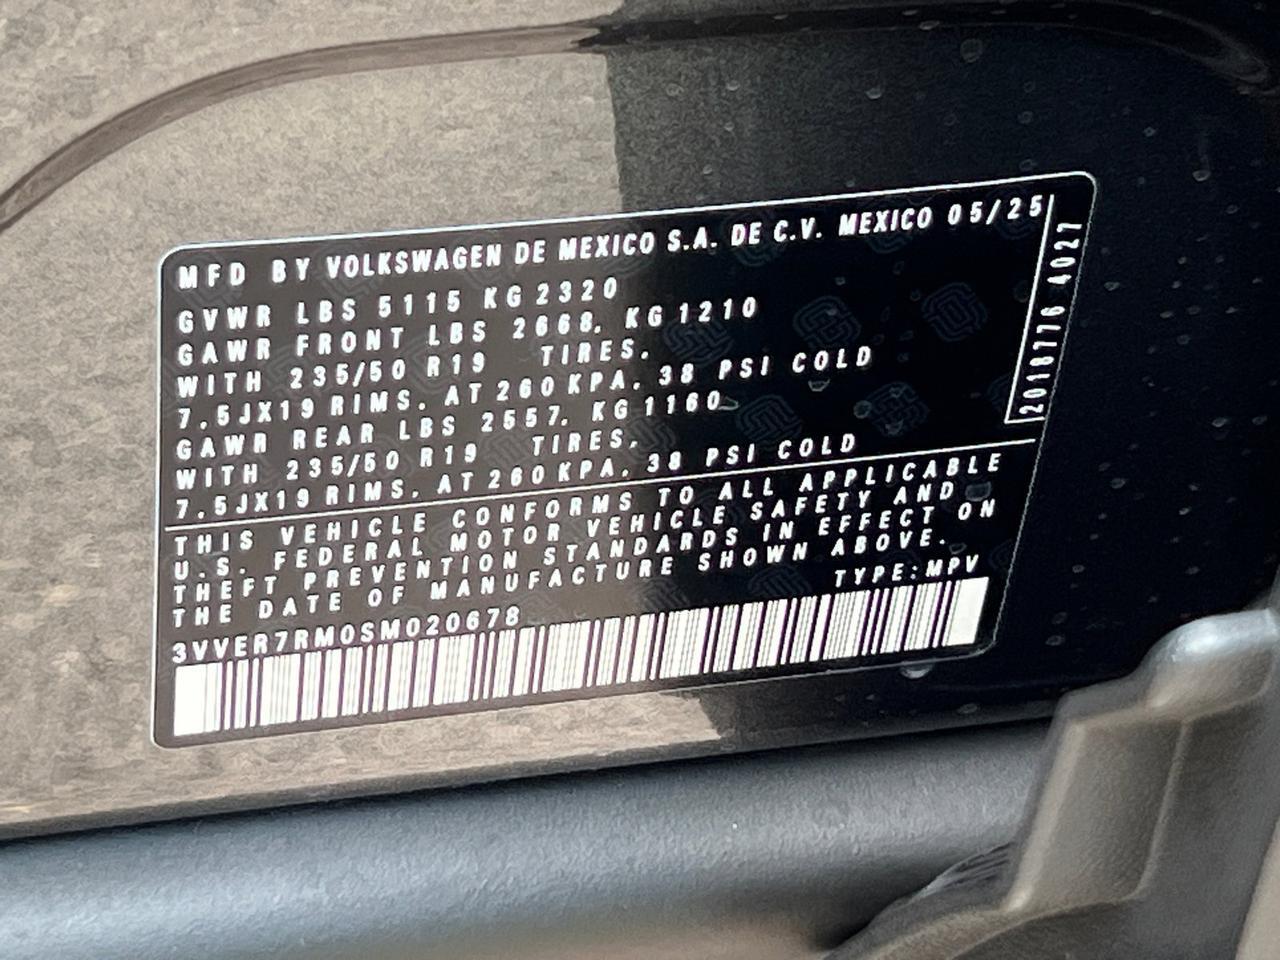 MFD BY VOLKSWAGEN DE MEXICO S.A. DE C.V. MEXICO 05/25
GVWR LBS 5115 KG 2320
GAWR FRONT LBS 2668. KG 1210
WITH 235/50 R19 TIRES.
7.5JX19 RIMS. AT 260 KPA. 38 PSI COLD
GAWR REAR LBS 2557. KG 1160
WITH 235/50 R19 TIRES.
7.5JX19 RIMS. AT 260 KPA. 38 PSI COLD
2018776 4027
THIS VEHICLE CONFORMS TO ALL APPLICABLE
U.S. FEDERAL MOTOR VEHICLE SAFETY AND
THEFT PREVENTION STANDARDS IN EFFECT ON
THE DATE OF MANUFACTURE SHOWN ABOVE.
TYPE:MPV
3VVER7RM0SM020678